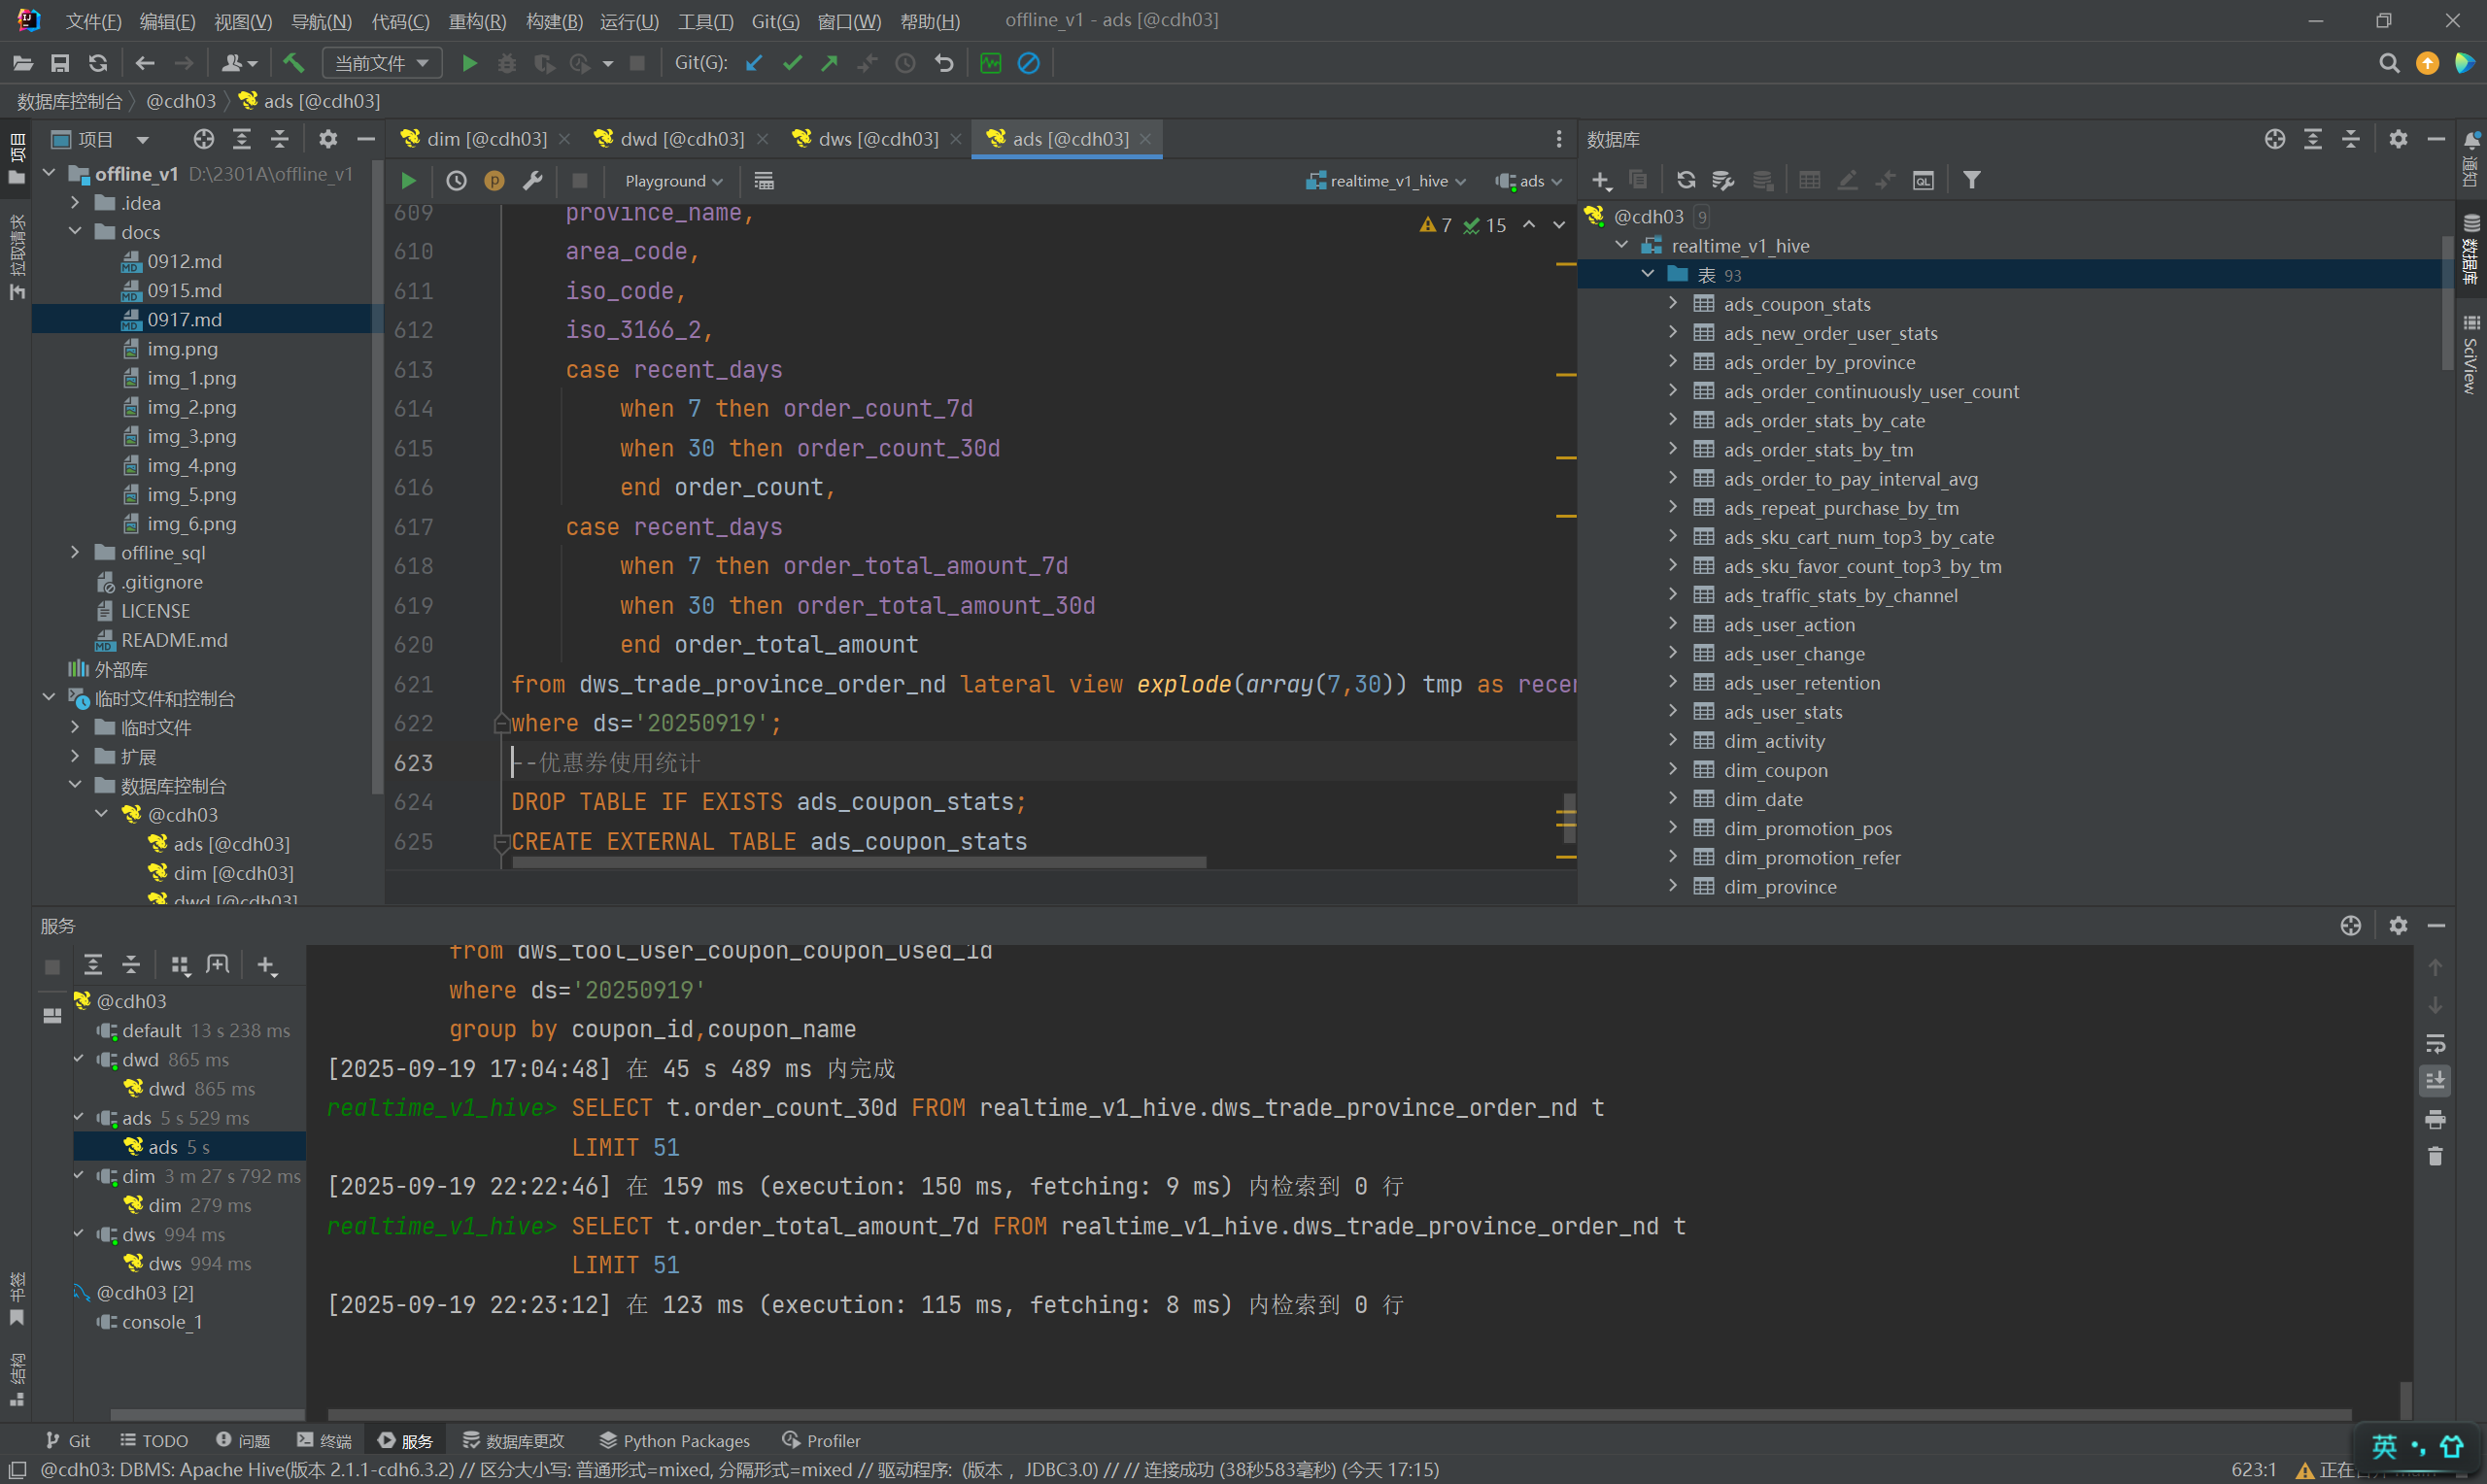 文件(F) 编辑(E) 视图(V) 导航(N) 代码(C) 重构(R) 构建(B) 运行(U) 工具(T) Git(G) 窗口(W) 帮助(H) offline_v1 - ads [@cdh03]
当前文件 Git(G):
数据库控制台 @cdh03 ads [@cdh03]
项目
拉取请求
书签
结构
项目
offline_v1 D:\2301A\offline_v1
.idea
docs
0912.md
0915.md
0917.md
img.png
img_1.png
img_2.png
img_3.png
img_4.png
img_5.png
img_6.png
offline_sql
.gitignore
LICENSE
README.md
外部库
临时文件和控制台
临时文件
扩展
数据库控制台
@cdh03
ads [@cdh03]
dim [@cdh03]
dwd [@cdh03]
dim [@cdh03] dwd [@cdh03] dws [@cdh03] ads [@cdh03]
Playground realtime_v1_hive ads
7 15
609 province_name,
610 area_code,
611 iso_code,
612 iso_3166_2,
613 case recent_days
614 when 7 then order_count_7d
615 when 30 then order_count_30d
616 end order_count,
617 case recent_days
618 when 7 then order_total_amount_7d
619 when 30 then order_total_amount_30d
620 end order_total_amount
621 from dws_trade_province_order_nd lateral view explode(array(7,30)) tmp as recen
622 where ds='20250919';
623 --优惠券使用统计
624 DROP TABLE IF EXISTS ads_coupon_stats;
625 CREATE EXTERNAL TABLE ads_coupon_stats
数据库
@cdh03 9
realtime_v1_hive
表 93
ads_coupon_stats
ads_new_order_user_stats
ads_order_by_province
ads_order_continuously_user_count
ads_order_stats_by_cate
ads_order_stats_by_tm
ads_order_to_pay_interval_avg
ads_repeat_purchase_by_tm
ads_sku_cart_num_top3_by_cate
ads_sku_favor_count_top3_by_tm
ads_traffic_stats_by_channel
ads_user_action
ads_user_change
ads_user_retention
ads_user_stats
dim_activity
dim_coupon
dim_date
dim_promotion_pos
dim_promotion_refer
dim_province
通知
数据库
SciView
服务
@cdh03
default 13 s 238 ms
dwd 865 ms
dwd 865 ms
ads 5 s 529 ms
ads 5 s
dim 3 m 27 s 792 ms
dim 279 ms
dws 994 ms
dws 994 ms
@cdh03 [2]
console_1
from dws_tool_user_coupon_coupon_used_1d
where ds='20250919'
group by coupon_id,coupon_name
[2025-09-19 17:04:48] 在 45 s 489 ms 内完成
realtime_v1_hive> SELECT t.order_count_30d FROM realtime_v1_hive.dws_trade_province_order_nd t
LIMIT 51
[2025-09-19 22:22:46] 在 159 ms (execution: 150 ms, fetching: 9 ms) 内检索到 0 行
realtime_v1_hive> SELECT t.order_total_amount_7d FROM realtime_v1_hive.dws_trade_province_order_nd t
LIMIT 51
[2025-09-19 22:23:12] 在 123 ms (execution: 115 ms, fetching: 8 ms) 内检索到 0 行
Git TODO 问题 终端 服务 数据库更改 Python Packages Profiler
@cdh03: DBMS: Apache Hive(版本 2.1.1-cdh6.3.2) // 区分大小写: 普通形式=mixed, 分隔形式=mixed // 驱动程序: (版本 , JDBC3.0) // // 连接成功 (38秒583毫秒) (今天 17:15) 623:1 正在
英